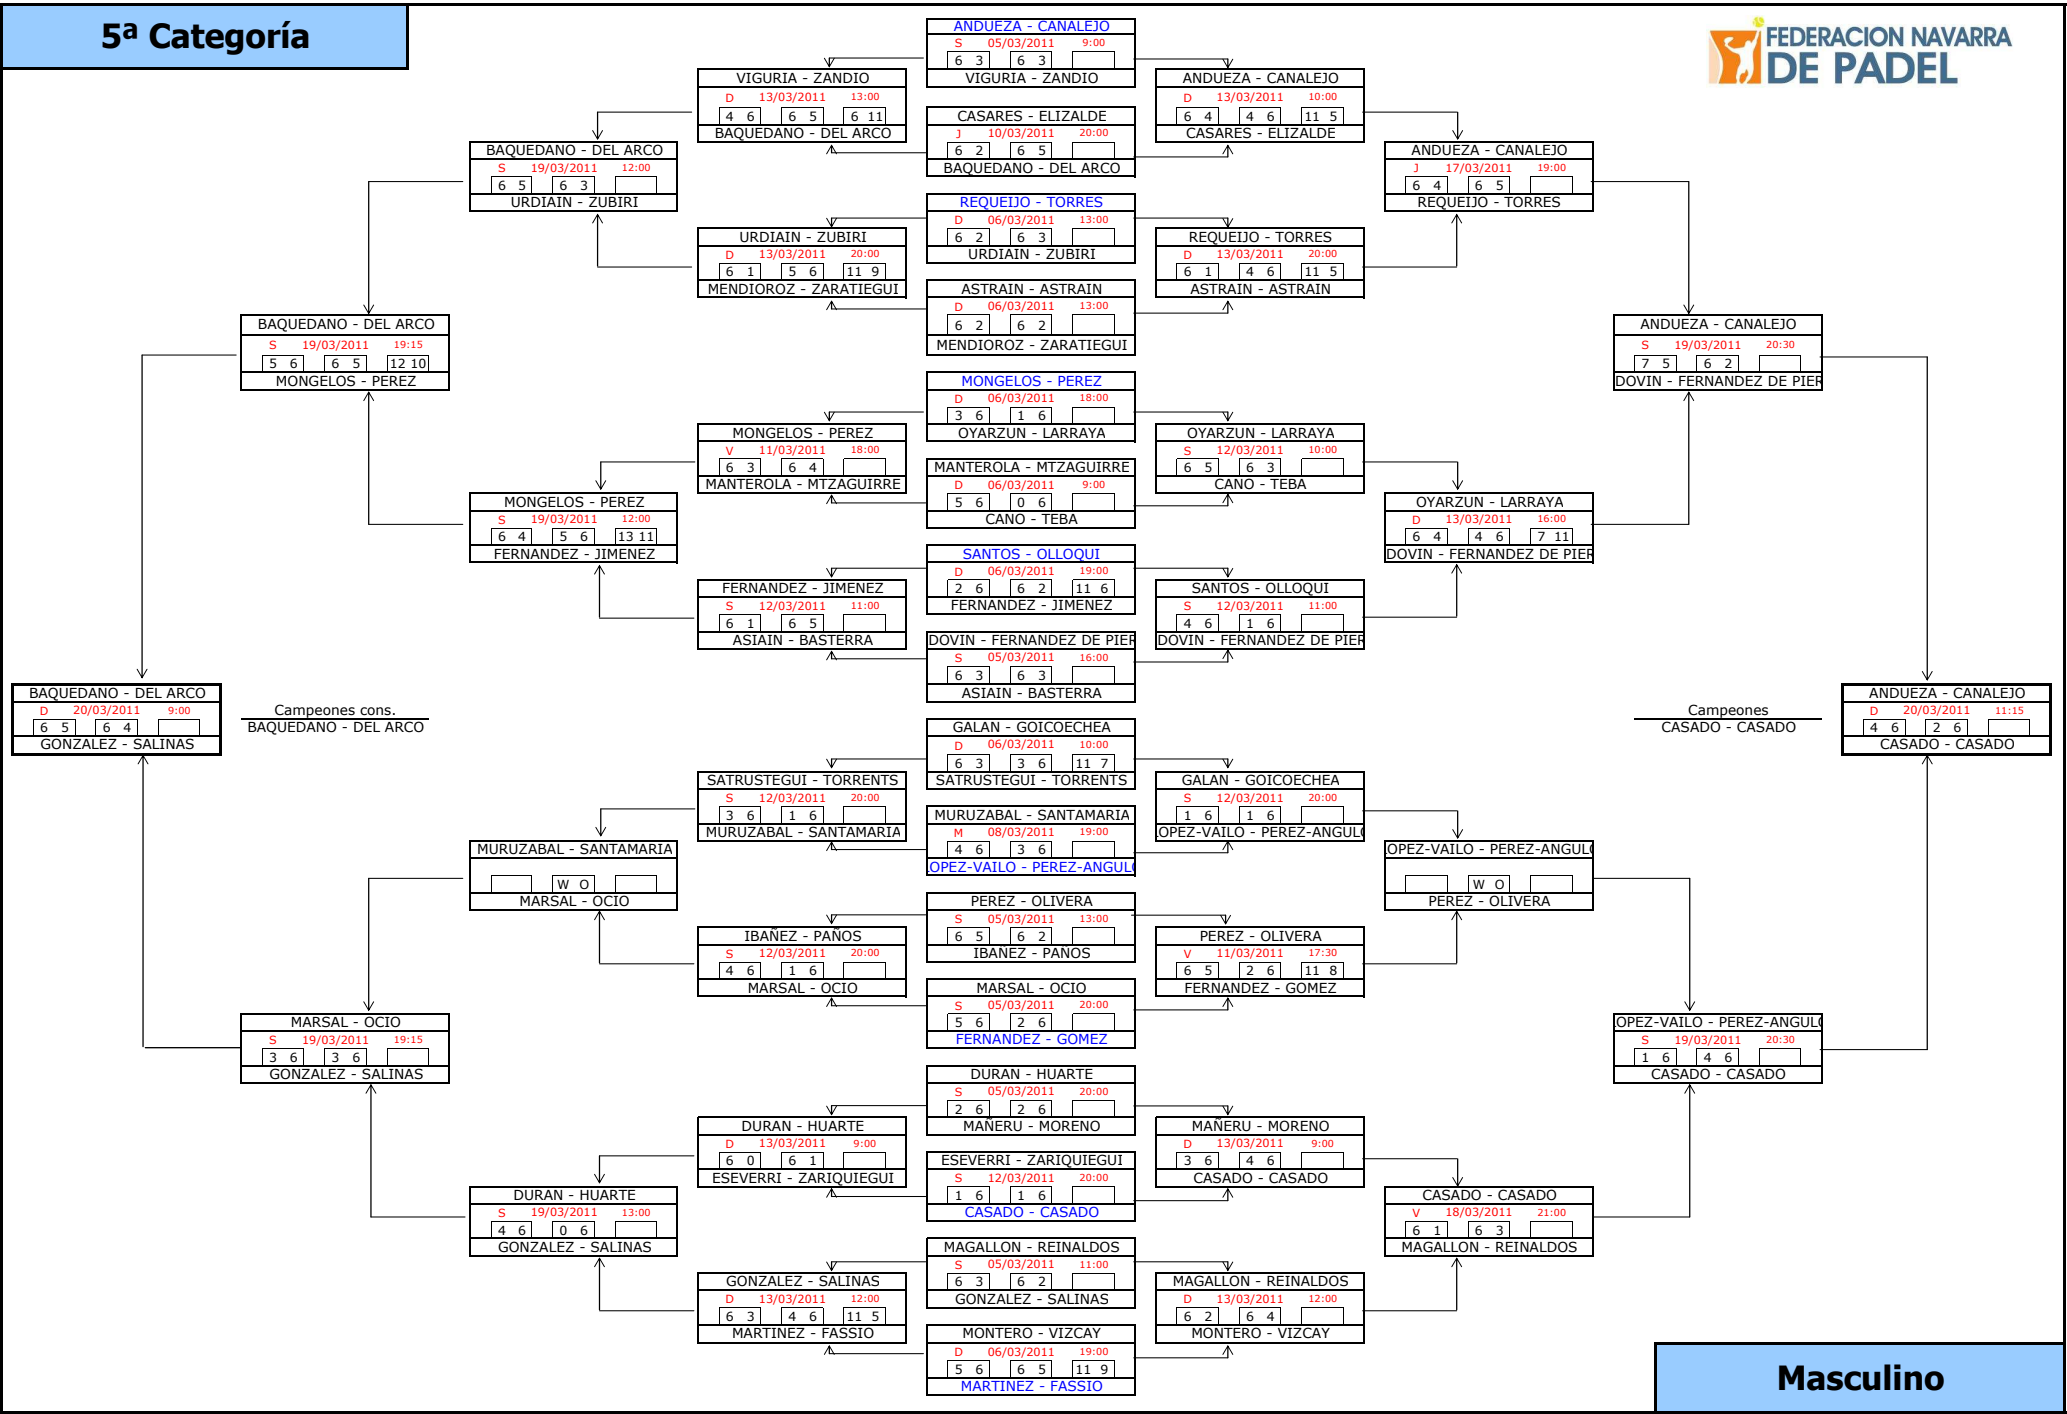 5ª Categoría
FEDERACION NAVARRA
DE PADEL
BAQUEDANO - DEL ARCO
D 20/03/2011 9:00
6 5 6 4
GONZALEZ - SALINAS
Campeones cons.
BAQUEDANO - DEL ARCO
BAQUEDANO - DEL ARCO
S 19/03/2011 19:15
5 6 6 5 12 10
MONGELOS - PEREZ
MARSAL - OCIO
S 19/03/2011 19:15
3 6 3 6
GONZALEZ - SALINAS
BAQUEDANO - DEL ARCO
S 19/03/2011 12:00
6 5 6 3
URDIAIN - ZUBIRI
MONGELOS - PEREZ
S 19/03/2011 12:00
6 4 5 6 13 11
FERNANDEZ - JIMENEZ
MURUZABAL - SANTAMARIA
W O
MARSAL - OCIO
DURAN - HUARTE
S 19/03/2011 13:00
4 6 0 6
GONZALEZ - SALINAS
VIGURIA - ZANDIO
D 13/03/2011 13:00
4 6 6 5 6 11
BAQUEDANO - DEL ARCO
URDIAIN - ZUBIRI
D 13/03/2011 20:00
6 1 5 6 11 9
MENDIOROZ - ZARATIEGUI
MONGELOS - PEREZ
V 11/03/2011 18:00
6 3 6 4
MANTEROLA - MTZAGUIRRE
FERNANDEZ - JIMENEZ
S 12/03/2011 11:00
6 1 6 5
ASIAIN - BASTERRA
SATRUSTEGUI - TORRENTS
S 12/03/2011 20:00
3 6 1 6
MURUZABAL - SANTAMARIA
IBAÑEZ - PAÑOS
S 12/03/2011 20:00
4 6 1 6
MARSAL - OCIO
DURAN - HUARTE
D 13/03/2011 9:00
6 0 6 1
ESEVERRI - ZARIQUIEGUI
GONZALEZ - SALINAS
D 13/03/2011 12:00
6 3 4 6 11 5
MARTINEZ - FASSIO
ANDUEZA - CANALEJO
S 05/03/2011 9:00
6 3 6 3
VIGURIA - ZANDIO
CASARES - ELIZALDE
J 10/03/2011 20:00
6 2 6 5
BAQUEDANO - DEL ARCO
REQUEIJO - TORRES
D 06/03/2011 13:00
6 2 6 3
URDIAIN - ZUBIRI
ASTRAIN - ASTRAIN
D 06/03/2011 13:00
6 2 6 2
MENDIOROZ - ZARATIEGUI
MONGELOS - PEREZ
D 06/03/2011 18:00
3 6 1 6
OYARZUN - LARRAYA
MANTEROLA - MTZAGUIRRE
D 06/03/2011 9:00
5 6 0 6
CANO - TEBA
SANTOS - OLLOQUI
D 06/03/2011 19:00
2 6 6 2 11 6
FERNANDEZ - JIMENEZ
DOVIN - FERNANDEZ DE PIER
S 05/03/2011 16:00
6 3 6 3
ASIAIN - BASTERRA
GALAN - GOICOECHEA
D 06/03/2011 10:00
6 3 3 6 11 7
SATRUSTEGUI - TORRENTS
MURUZABAL - SANTAMARIA
M 08/03/2011 19:00
4 6 3 6
OPEZ-VAILO - PEREZ-ANGULO
PEREZ - OLIVERA
S 05/03/2011 13:00
6 5 6 2
IBAÑEZ - PAÑOS
MARSAL - OCIO
S 05/03/2011 20:00
5 6 2 6
FERNANDEZ - GOMEZ
DURAN - HUARTE
S 05/03/2011 20:00
2 6 2 6
MAÑERU - MORENO
ESEVERRI - ZARIQUIEGUI
S 12/03/2011 20:00
1 6 1 6
CASADO - CASADO
MAGALLON - REINALDOS
S 05/03/2011 11:00
6 3 6 2
GONZALEZ - SALINAS
MONTERO - VIZCAY
D 06/03/2011 19:00
5 6 6 5 11 9
MARTINEZ - FASSIO
ANDUEZA - CANALEJO
D 13/03/2011 10:00
6 4 4 6 11 5
CASARES - ELIZALDE
REQUEIJO - TORRES
D 13/03/2011 20:00
6 1 4 6 11 5
ASTRAIN - ASTRAIN
OYARZUN - LARRAYA
S 12/03/2011 10:00
6 5 6 3
CANO - TEBA
SANTOS - OLLOQUI
S 12/03/2011 11:00
4 6 1 6
DOVIN - FERNANDEZ DE PIER
GALAN - GOICOECHEA
S 12/03/2011 20:00
1 6 1 6
OPEZ-VAILO - PEREZ-ANGULO
PEREZ - OLIVERA
V 11/03/2011 17:30
6 5 2 6 11 8
FERNANDEZ - GOMEZ
MAÑERU - MORENO
D 13/03/2011 9:00
3 6 4 6
CASADO - CASADO
MAGALLON - REINALDOS
D 13/03/2011 12:00
6 2 6 4
MONTERO - VIZCAY
ANDUEZA - CANALEJO
J 17/03/2011 19:00
6 4 6 5
REQUEIJO - TORRES
OYARZUN - LARRAYA
D 13/03/2011 16:00
6 4 4 6 7 11
DOVIN - FERNANDEZ DE PIER
OPEZ-VAILO - PEREZ-ANGULO
W O
PEREZ - OLIVERA
CASADO - CASADO
V 18/03/2011 21:00
6 1 6 3
MAGALLON - REINALDOS
ANDUEZA - CANALEJO
S 19/03/2011 20:30
7 5 6 2
DOVIN - FERNANDEZ DE PIER
OPEZ-VAILO - PEREZ-ANGULO
S 19/03/2011 20:30
1 6 4 6
CASADO - CASADO
Campeones
CASADO - CASADO
ANDUEZA - CANALEJO
D 20/03/2011 11:15
4 6 2 6
CASADO - CASADO
Masculino